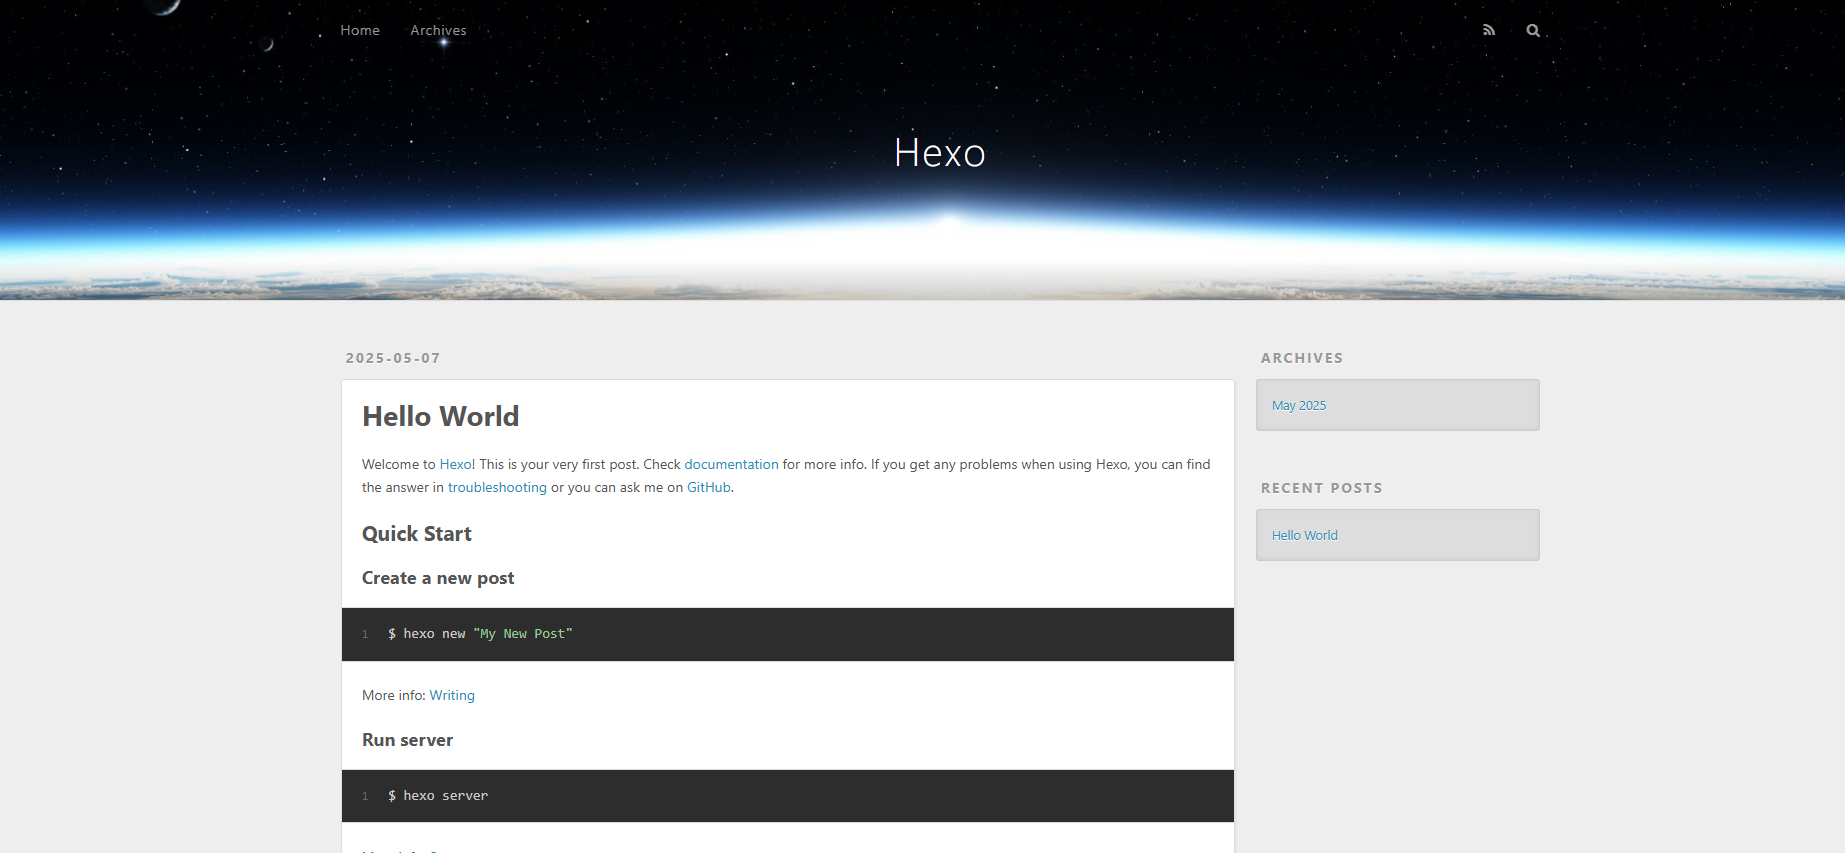 Home Archives
Hexo
2025-05-07
Hello World
Welcome to Hexo! This is your very first post. Check documentation for more info. If you get any problems when using Hexo, you can find
the answer in troubleshooting or you can ask me on GitHub.
Quick Start
Create a new post
1 $ hexo new "My New Post"
More info: Writing
Run server
1 $ hexo server
ARCHIVES
May 2025
RECENT POSTS
Hello World